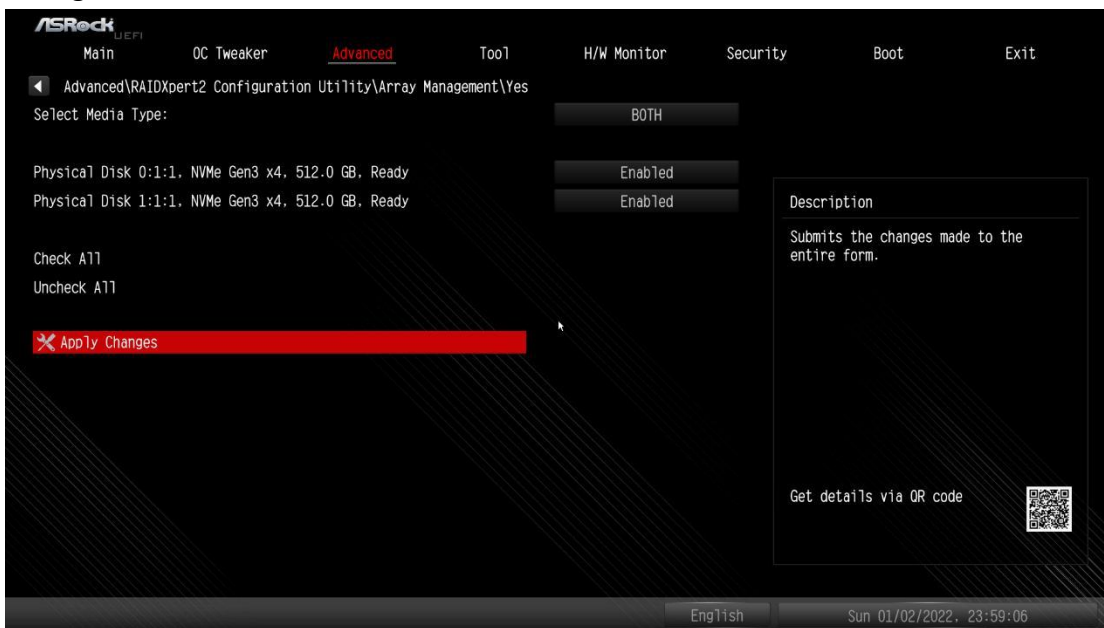 ASRock UEFI
Main OC Tweaker Advanced Tool H/W Monitor Security Boot Exit
Advanced\RAIDXpert2 Configuration Utility\Array Management\Yes
Select Media Type: BOTH
Physical Disk 0:1:1, NVMe Gen3 x4, 512.0 GB, Ready Enabled
Physical Disk 1:1:1, NVMe Gen3 x4, 512.0 GB, Ready Enabled
Description
Submits the changes made to the
entire form.
Check All
Uncheck All
Apply Changes
Get details via QR code
English Sun 01/02/2022, 23:59:06